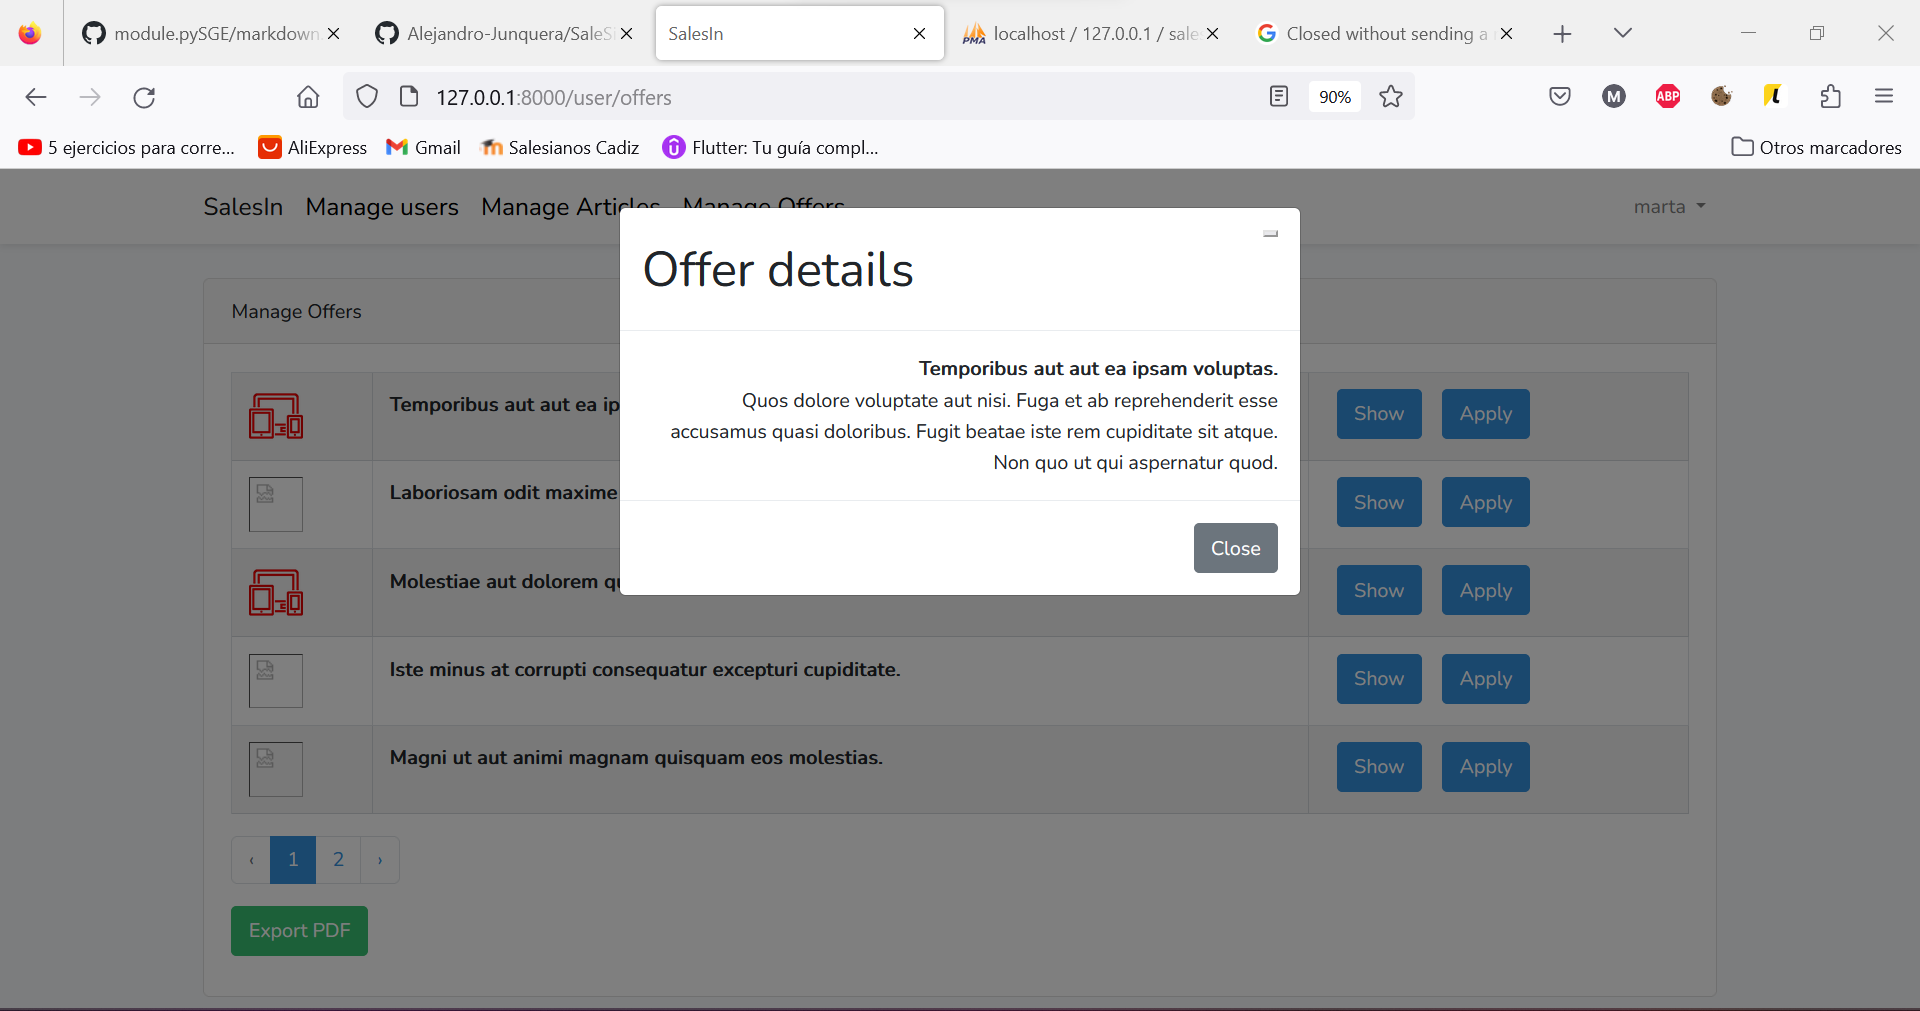 module.pySGE/markdown
Alejandro-Junquera/SaleS
SalesIn
PMA
localhost / 127.0.0.1 / sale
Closed without sending a
127.0.0.1:8000/user/offers
90%
M
ABP
5 ejercicios para corre...
AliExpress
Gmail
Salesianos Cadiz
Flutter: Tu guía compl...
Otros marcadores
SalesIn
Manage users
Manage Articles
Manage Offers
marta
Offer details
Temporibus aut aut ea ipsam voluptas.
Quos dolore voluptate aut nisi. Fuga et ab reprehenderit esse
accusamus quasi doloribus. Fugit beatae iste rem cupiditate sit atque.
Non quo ut qui aspernatur quod.
Close
Manage Offers
Temporibus aut aut ea ip
Show
Apply
Laboriosam odit maxime
Show
Apply
Molestiae aut dolorem qu
Show
Apply
Iste minus at corrupti consequatur excepturi cupiditate.
Show
Apply
Magni ut aut animi magnam quisquam eos molestias.
Show
Apply
‹ 1 2 ›
Export PDF